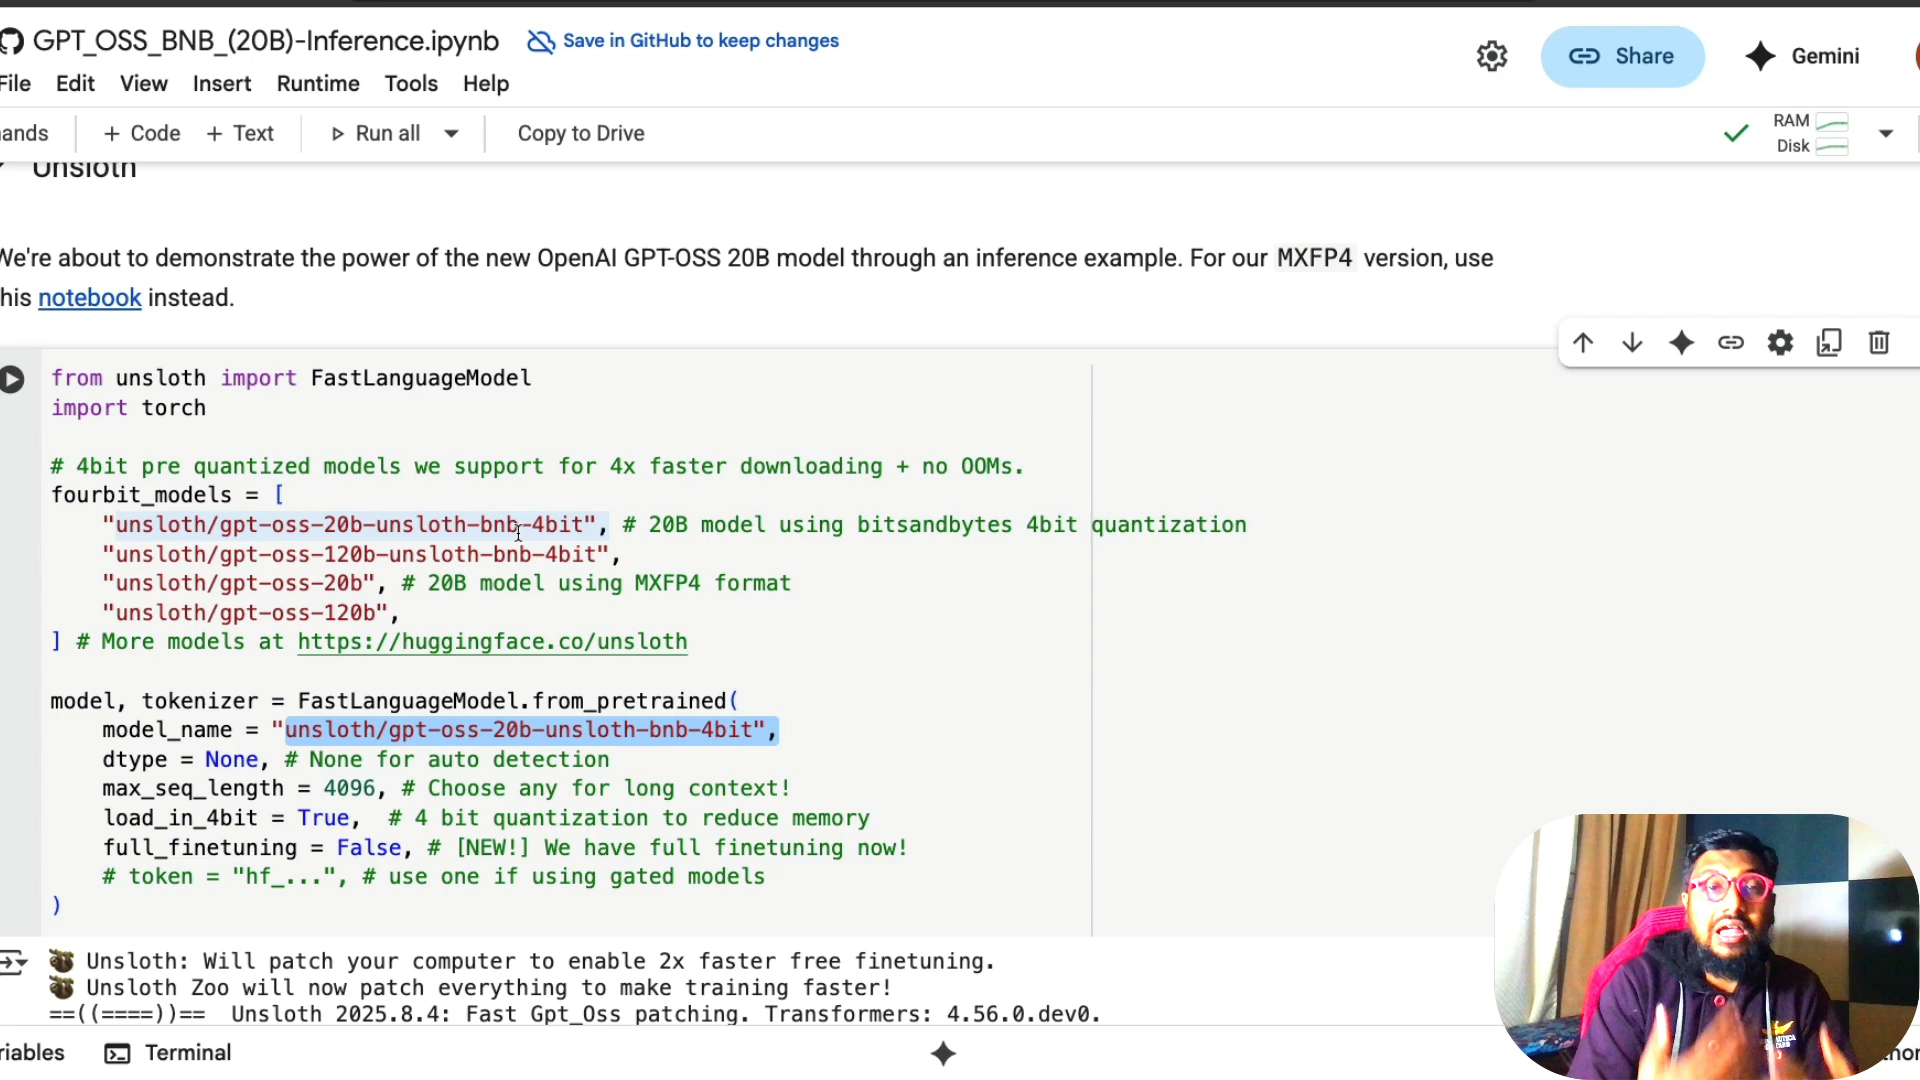 GPT_OSS_BNB_(20B)-Inference.ipynb
Save in GitHub to keep changes
Share
Gemini
File Edit View Insert Runtime Tools Help
+ Code + Text
Run all
Copy to Drive
RAM
Disk
Unsloth
We're about to demonstrate the power of the new OpenAI GPT-OSS 20B model through an inference example. For our MXFP4 version, use
this notebook instead.
from unsloth import FastLanguageModel
import torch
# 4bit pre quantized models we support for 4x faster downloading + no OOMs.
fourbit_models = [
"unsloth/gpt-oss-20b-unsloth-bnb-4bit", # 20B model using bitsandbytes 4bit quantization
"unsloth/gpt-oss-120b-unsloth-bnb-4bit",
"unsloth/gpt-oss-20b", # 20B model using MXFP4 format
"unsloth/gpt-oss-120b",
] # More models at https://huggingface.co/unsloth
model, tokenizer = FastLanguageModel.from_pretrained(
model_name = "unsloth/gpt-oss-20b-unsloth-bnb-4bit",
dtype = None, # None for auto detection
max_seq_length = 4096, # Choose any for long context!
load_in_4bit = True,  # 4 bit quantization to reduce memory
full_finetuning = False, # [NEW!] We have full finetuning now!
# token = "hf_...", # use one if using gated models
)
🦥 Unsloth: Will patch your computer to enable 2x faster free finetuning.
🦥 Unsloth Zoo will now patch everything to make training faster!
==((====))==  Unsloth 2025.8.4: Fast Gpt_Oss patching. Transformers: 4.56.0.dev0.
Terminal